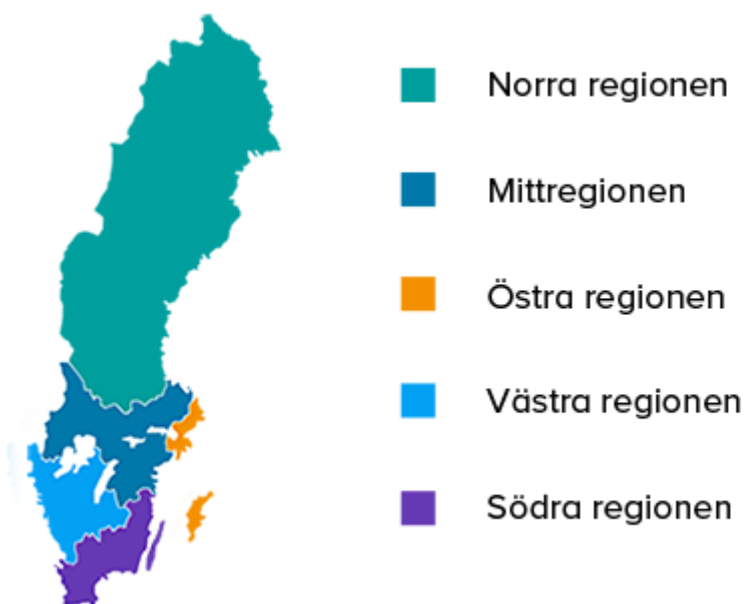 Norra regionen
Mittregionen
Östra regionen
Västra regionen
Södra regionen